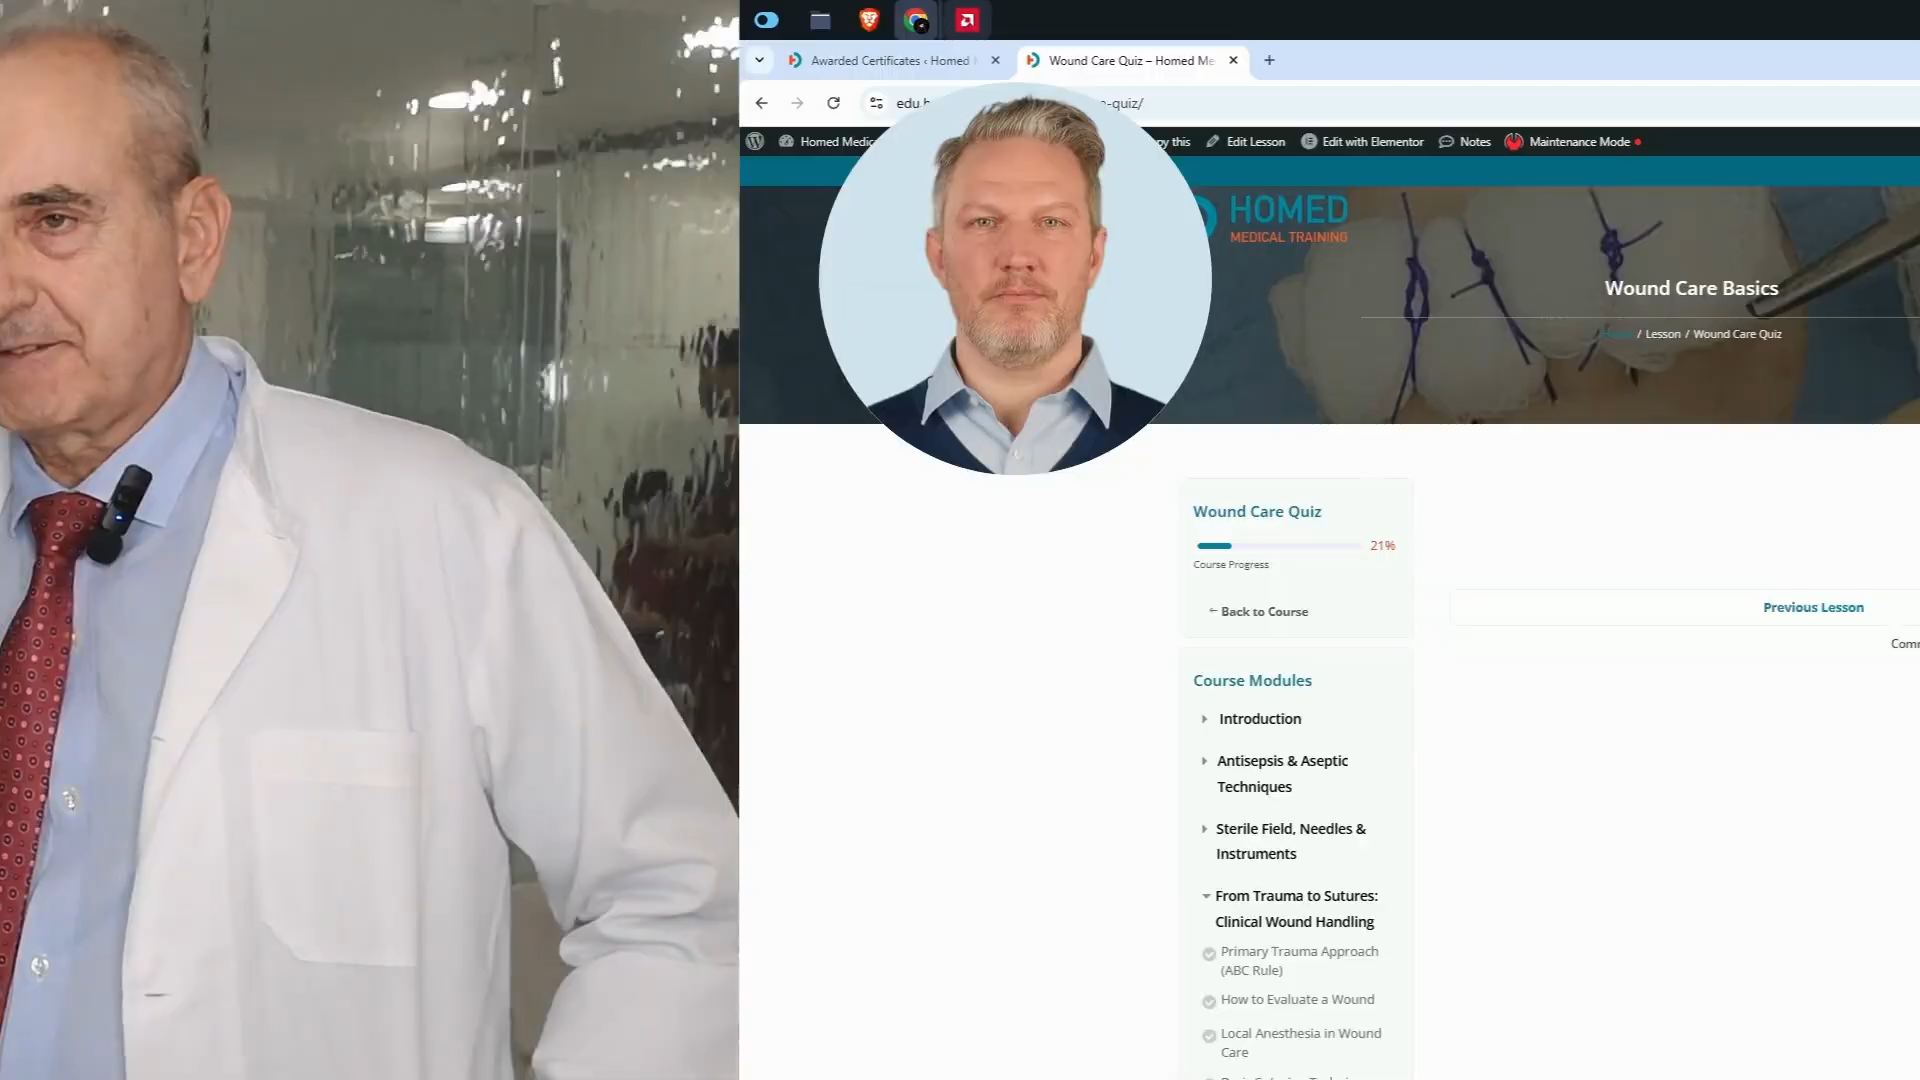 Awarded Certificates ‹ Homed
Wound Care Quiz – Homed Me
-quiz/
Homed Medic
py this
Edit Lesson
Edit with Elementor
Notes
Maintenance Mode
HOMED
MEDICAL TRAINING
Wound Care Basics
/ Lesson / Wound Care Quiz
Wound Care Quiz
21%
Course Progress
← Back to Course
Previous Lesson
Course Modules
Introduction
Antisepsis & Aseptic
Techniques
Sterile Field, Needles &
Instruments
From Trauma to Sutures:
Clinical Wound Handling
Primary Trauma Approach
(ABC Rule)
How to Evaluate a Wound
Local Anesthesia in Wound
Care